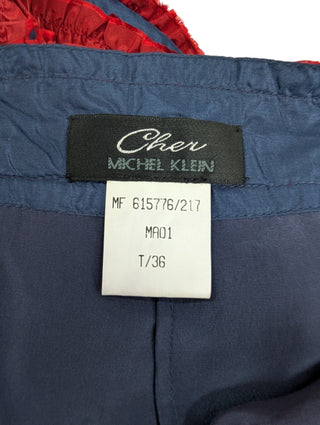 Cher
MICHEL KLEIN
MF 615776/217
MA01
T/36